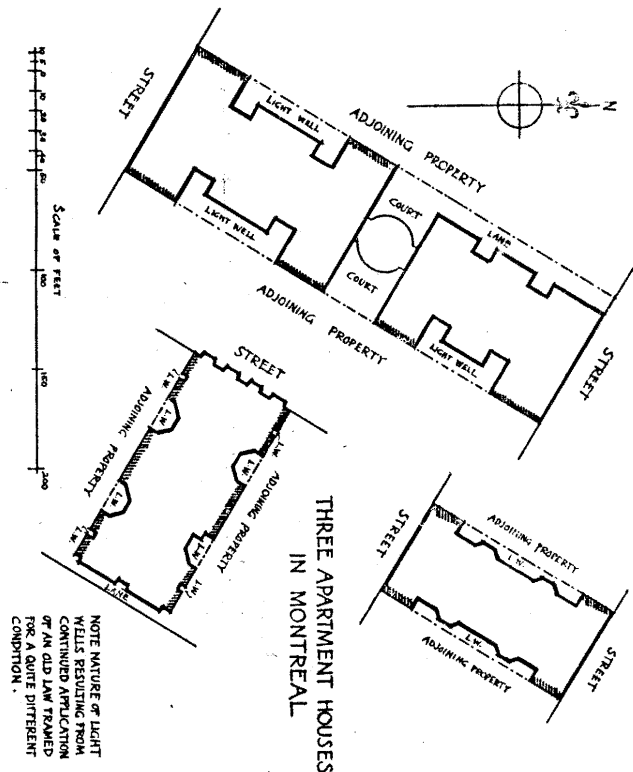 THREE APARTMENT HOUSES
IN MONTREAL
N
STREET
LIGHT WELL
LIGHT WELL
ADJOINING PROPERTY
ADJOINING PROPERTY
COURT
COURT
LANE
LIGHT WELL
STREET
10 5 0 10 20 30 40 50 100 150 200
SCALE OF FEET
STREET
ADJOINING PROPERTY
ADJOINING PROPERTY
L.W.
L.W.
L.W.
L.W.
L.W.
L.W.
L.W.
L.W.
LANE
STREET
ADJOINING PROPERTY
L.W.
L.W.
ADJOINING PROPERTY
STREET
NOTE NATURE OF LIGHT
WELLS RESULTING FROM
CONTINUED APPLICATION
OF AN OLD LAW FRAMED
FOR A QUITE DIFFERENT
CONDITION.